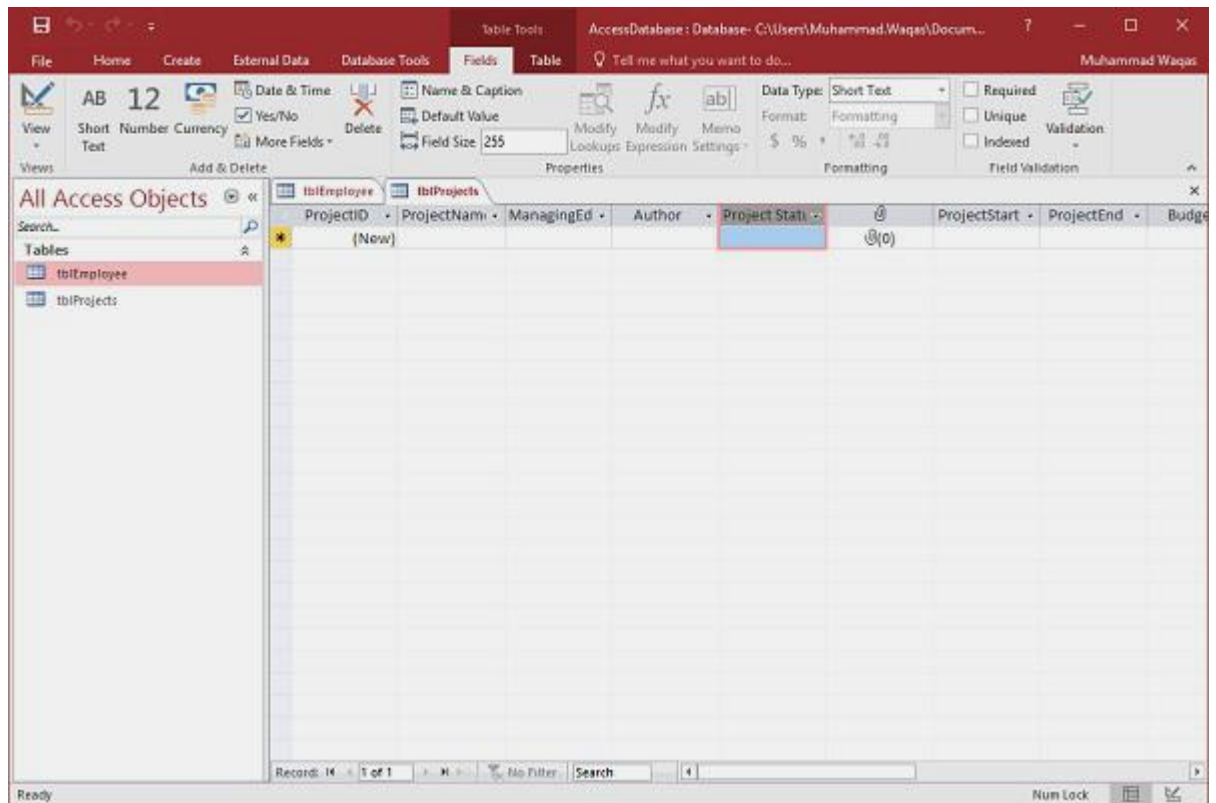 Table Tools AccessDatabase : Database- C:\Users\Muhammad.Waqas\Docum... ?
File Home Create External Data Database Tools Fields Table Tell me what you want to do... Muhammad Waqas
View
AB Short Text
12 Number
Currency
Date & Time
Yes/No
More Fields
Delete
Name & Caption
Default Value
Field Size 255
Modify Lookups
fx Modify Expression
ab Memo Settings
Data Type: Short Text
Format: Formatting
$ %
Required
Unique
Indexed
Validation
Views Add & Delete Properties Formatting Field Validation
All Access Objects
Search...
Tables
tblEmployee
tblProjects
tblEmployee tblProjects
ProjectID ProjectNam ManagingEd Author Project Statu ProjectStart ProjectEnd Budge
(New) (0)
Record: 1 of 1 No Filter Search
Ready Num Lock